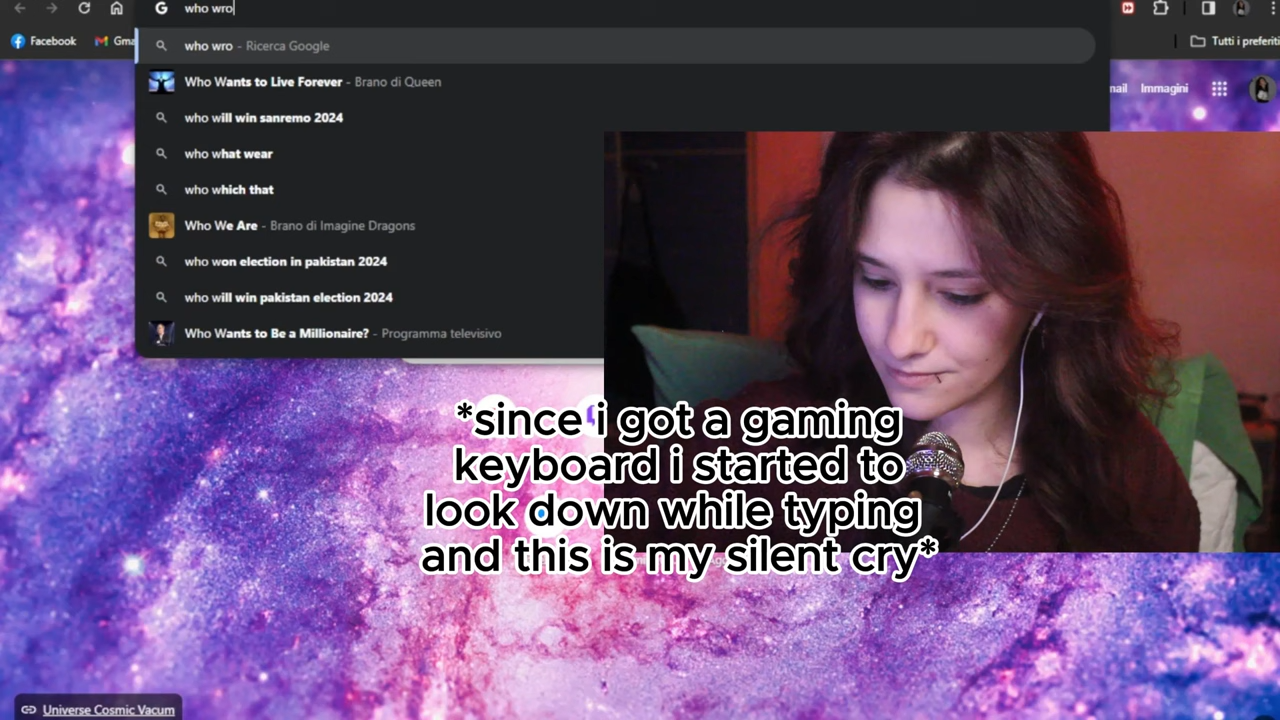 who wro
Facebook
Gma
who wro - Ricerca Google
Tutti i preferiti
Who Wants to Live Forever - Brano di Queen
mail Immagini
who will win sanremo 2024
who what wear
who which that
Who We Are - Brano di Imagine Dragons
who won election in pakistan 2024
who will win pakistan election 2024
Who Wants to Be a Millionaire? - Programma televisivo
*since i got a gaming
keyboard i started to
look down while typing
and this is my silent cry*
Universe Cosmic Vacum